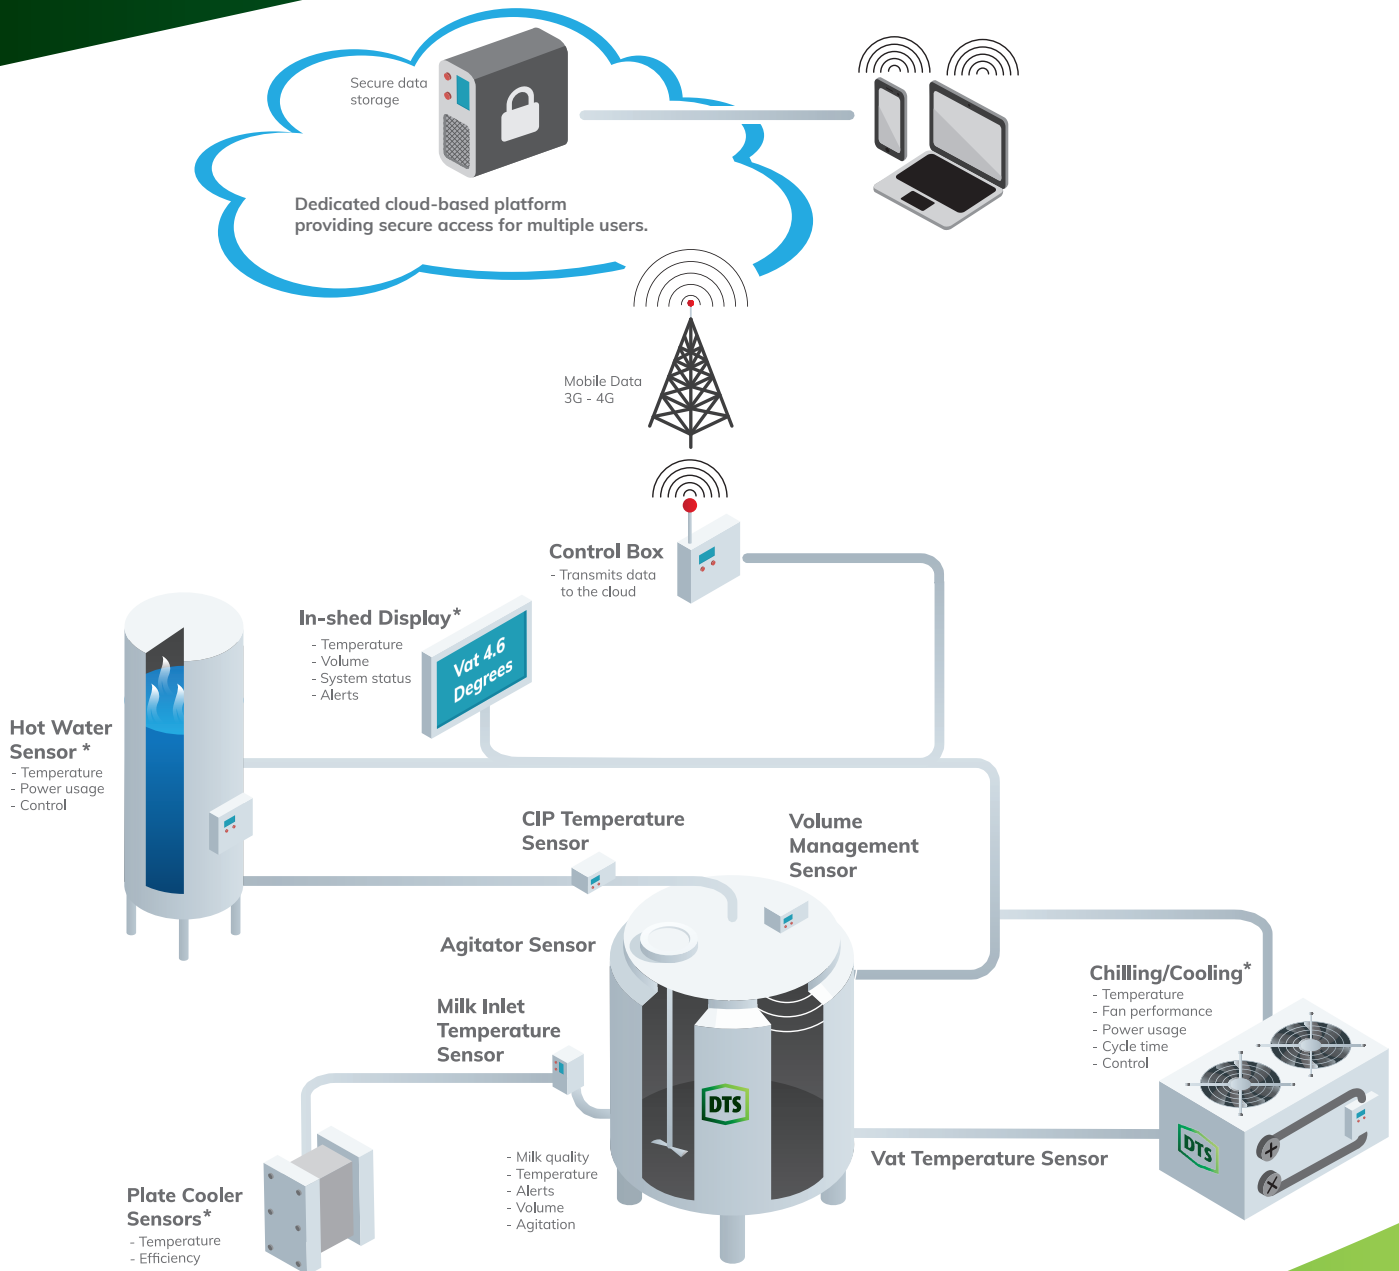 Secure data
storage
Dedicated cloud-based platform
providing secure access for multiple users.
Mobile Data
3G - 4G
Control Box
- Transmits data
to the cloud
In-shed Display*
- Temperature
- Volume
- System status
- Alerts
Vat 4.6
Degrees
Hot Water
Sensor *
- Temperature
- Power usage
- Control
CIP Temperature
Sensor
Volume
Management
Sensor
Agitator Sensor
Chilling/Cooling*
- Temperature
- Fan performance
- Power usage
- Cycle time
- Control
Milk Inlet
Temperature
Sensor
DTS
DTS
Vat Temperature Sensor
- Milk quality
- Temperature
- Alerts
- Volume
- Agitation
Plate Cooler
Sensors*
- Temperature
- Efficiency